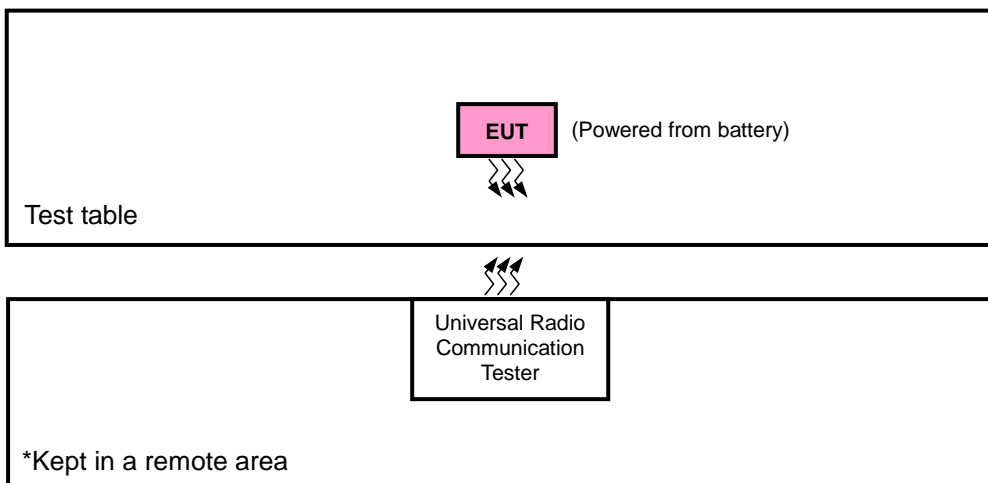 EUT
(Powered from battery)
Test table
Universal Radio
Communication
Tester
*Kept in a remote area